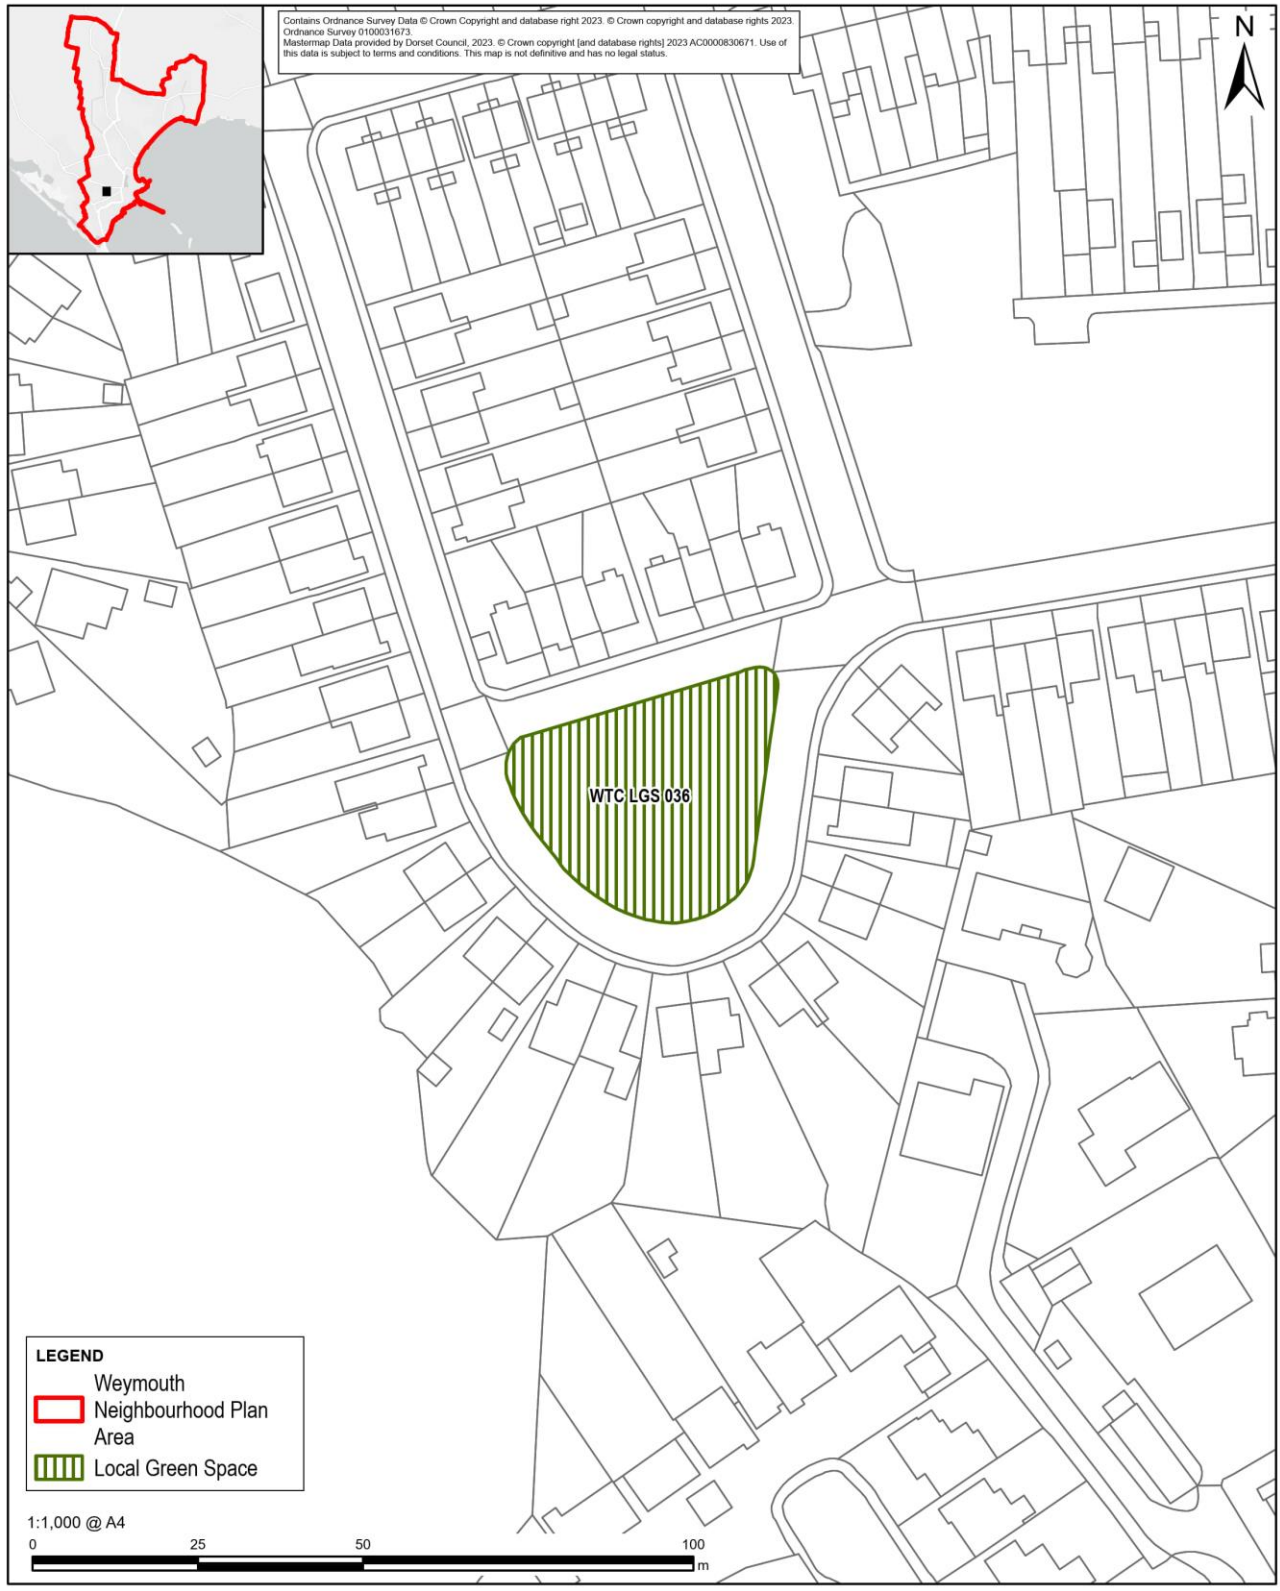 Contains Ordnance Survey Data © Crown Copyright and database right 2023. © Crown copyright and database rights 2023.
Ordnance Survey 0100031673.
Mastermap Data provided by Dorset Council, 2023. © Crown copyright [and database rights] 2023 AC0000830671. Use of
this data is subject to terms and conditions. This map is not definitive and has no legal status.
N
WTC LGS 036
LEGEND
Weymouth
Neighbourhood Plan
Area
Local Green Space
1:1,000 @ A4
0 25 50 100
m